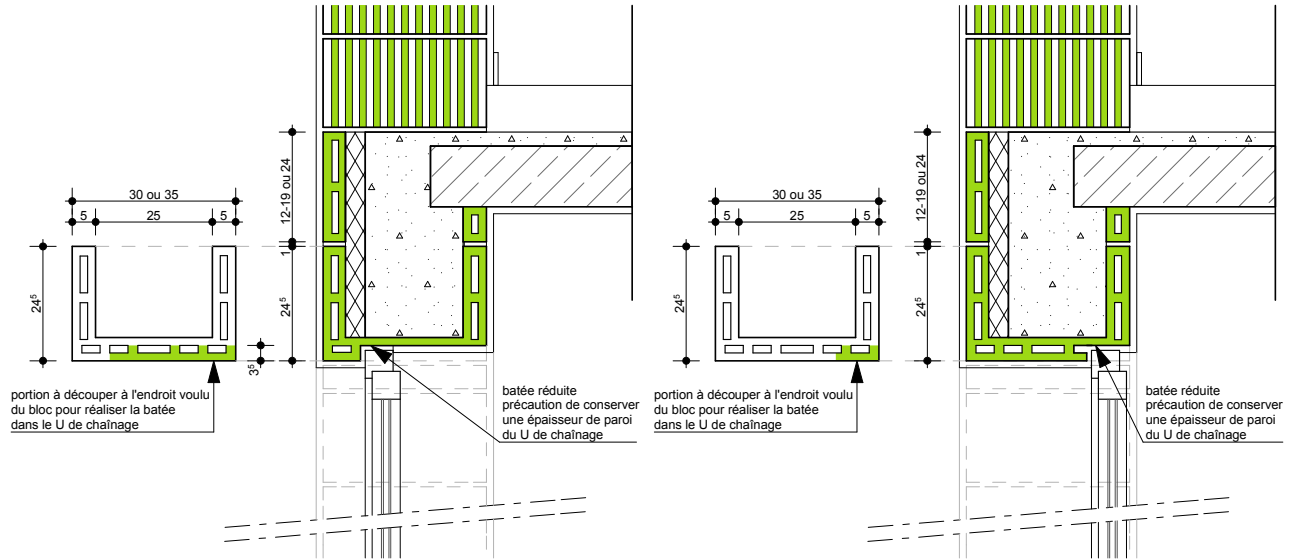 30 ou 35
5
25
5
24⁵
3⁵
12-19 ou 24
1
24⁵
portion à découper à l'endroit voulu
du bloc pour réaliser la batée
dans le U de chaînage
batée réduite
précaution de conserver
une épaisseur de paroi
du U de chaînage
30 ou 35
5
25
5
24⁵
12-19 ou 24
1
24⁵
portion à découper à l'endroit voulu
du bloc pour réaliser la batée
dans le U de chaînage
batée réduite
précaution de conserver
une épaisseur de paroi
du U de chaînage